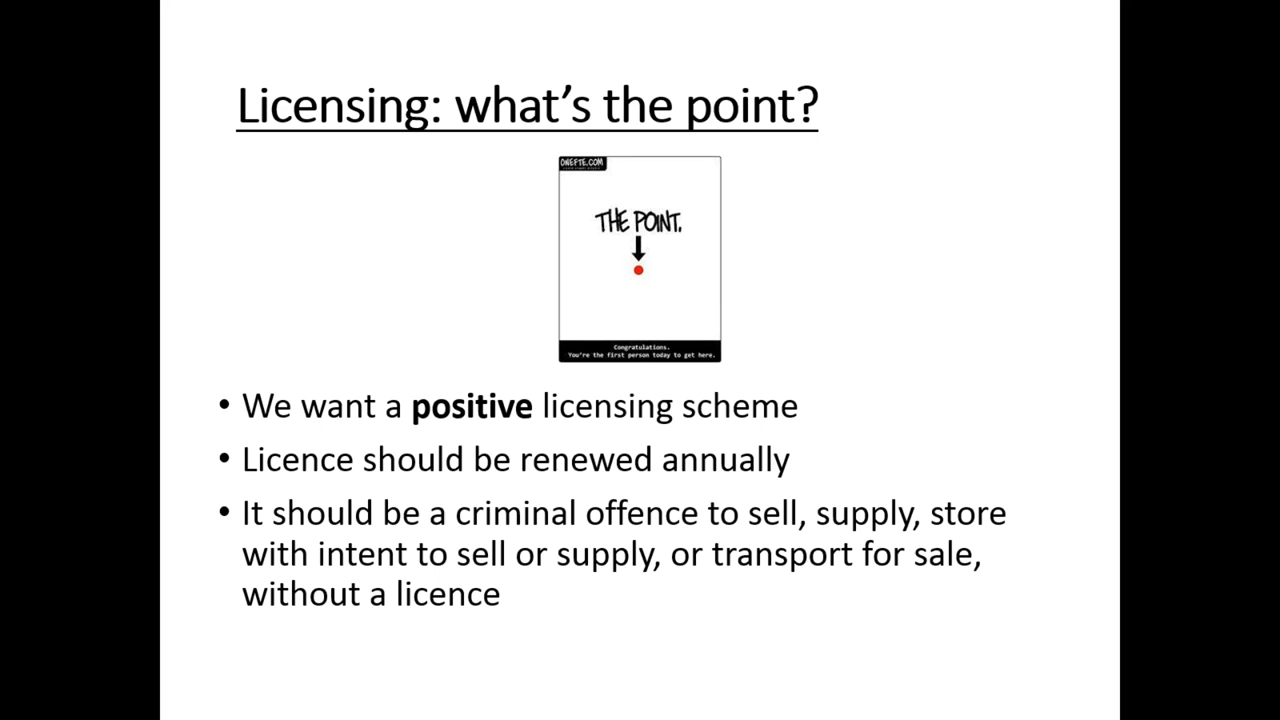 Licensing: what's the point?
ONEFTE.COM
THE POINT.
Congratulations.
You're the first person today to get here.
• We want a positive licensing scheme
• Licence should be renewed annually
• It should be a criminal offence to sell, supply, store
with intent to sell or supply, or transport for sale,
without a licence